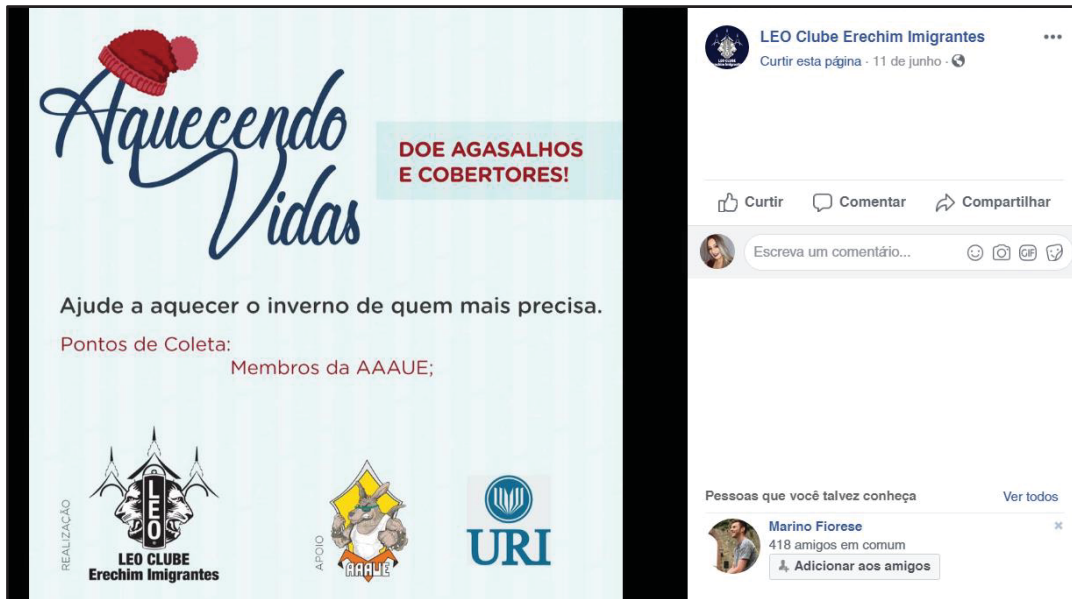 Aquecendo
Vidas
DOE AGASALHOS
E COBERTORES!
Ajude a aquecer o inverno de quem mais precisa.
Pontos de Coleta:
Membros da AAAUE;
REALIZAÇÃO
LEO
LEO CLUBE
Erechim Imigrantes
APOIO
AAAUE
URI
LEO Clube Erechim Imigrantes
Curtir esta página · 11 de junho ·
Curtir
Comentar
Compartilhar
Escreva um comentário...
GIF
Pessoas que você talvez conheça
Ver todos
Marino Fiorese
418 amigos em comum
Adicionar aos amigos